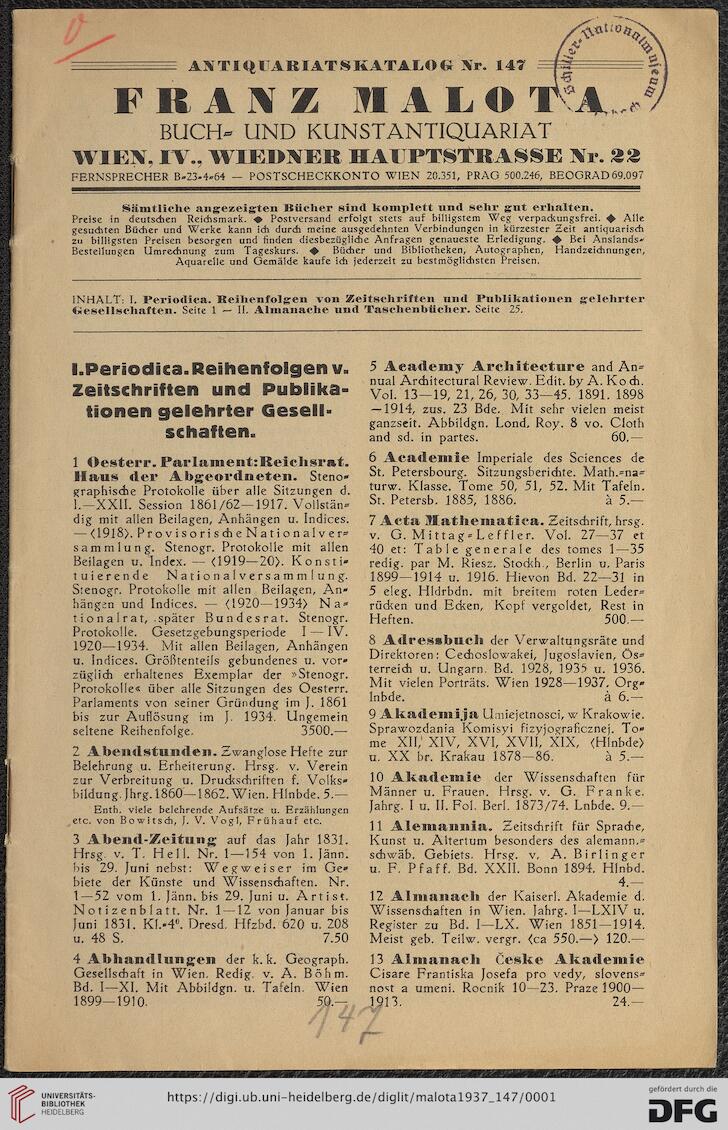 ANTIQUARIATSKATALOG Nr. 147
Schiller-Nationalmuseum
FRANZ MALOTA
BUCH- UND KUNSTANTIQUARIAT
WIEN, IV., WIEDNER HAUPTSTRASSE Nr. 22
FERNSPRECHER B-23-4-64 — POSTSCHECKKONTO WIEN 20.351, PRAG 500.246, BEOGRAD 69.097
Sämtliche angezeigten Bücher sind komplett und sehr gut erhalten.
Preise in deutschen Reichsmark. ◆ Postversand erfolgt stets auf billigstem Weg verpackungsfrei. ◆ Alle
gesuchten Bücher und Werke kann ich durch meine ausgedehnten Verbindungen in kürzester Zeit antiquarisch
zu billigsten Preisen besorgen und finden diesbezügliche Anfragen genaueste Erledigung. ◆ Bei Anslands-
Bestellungen Umrechnung zum Tageskurs. ◆ Bücher und Bibliotheken, Autographen, Handzeichnungen,
Aquarelle und Gemälde kaufe ich jederzeit zu bestmöglichsten Preisen.
INHALT: I. Periodica. Reihenfolgen von Zeitschriften und Publikationen gelehrter
Gesellschaften. Seite 1 — II. Almanache und Taschenbücher. Seite 25.
I. Periodica. Reihenfolgen v.
Zeitschriften und Publika-
tionen gelehrter Gesell-
schaften.
1 Oesterr. Parlament: Reichsrat.
Haus der Abgeordneten. Steno-
graphische Protokolle über alle Sitzungen d.
I.—XXII. Session 1861/62—1917. Vollstän-
dig mit allen Beilagen, Anhängen u. Indices.
— (1918). Provisorische Nationalver-
sammlung. Stenogr. Protokolle mit allen
Beilagen u. Index. — (1919—20). Konsti-
tuierende Nationalversammlung.
Stenogr. Protokolle mit allen Beilagen, An-
hängen und Indices. — (1920—1934) Na-
tionalrat, später Bundesrat. Stenogr.
Protokolle. Gesetzgebungsperiode I—IV.
1920—1934. Mit allen Beilagen, Anhängen
u. Indices. Größtenteils gebundenes u. vor-
züglich erhaltenes Exemplar der »Stenogr.
Protokolle« über alle Sitzungen des Oesterr.
Parlaments von seiner Gründung im J. 1861
bis zur Auflösung im J. 1934. Ungemein
seltene Reihenfolge. 3500.—
2 Abendstunden. Zwanglose Hefte zur
Belehrung u. Erheiterung. Hrsg. v. Verein
zur Verbreitung u. Druckschriften f. Volks-
bildung. Jhrg. 1860—1862. Wien. Hlnbde. 5.—
Enth. viele belehrende Aufsätze u. Erzählungen
etc. von Bowitsch, J. V. Vogl, Frühauf etc.
3 Abend-Zeitung auf das Jahr 1831.
Hrsg. v. T. Hell. Nr. 1—154 von 1. Jänn.
bis 29. Juni nebst: Wegweiser im Ge-
biete der Künste und Wissenschaften. Nr.
1—52 vom 1. Jänn. bis 29. Juni u. Artist.
Notizenblatt. Nr. 1—12 von Januar bis
Juni 1831. Kl.-4°. Dresd. Hfzbd. 620 u. 208
u. 48 S. 7.50
4 Abhandlungen der k. k. Geograph.
Gesellschaft in Wien. Redig. v. A. Böhm.
Bd. I—XI. Mit Abbildgn. u. Tafeln. Wien
1899—1910. 50.—
5 Academy Architecture and An-
nual Architectural Review. Edit. by A. Koch.
Vol. 13—19, 21, 26, 30, 33—45. 1891. 1898
—1914, zus. 23 Bde. Mit sehr vielen meist
ganzseit. Abbildgn. Lond. Roy. 8 vo. Cloth
and sd. in partes. 60.—
6 Academie Imperiale des Sciences de
St. Petersbourg. Sitzungsberichte. Math.-na-
turw. Klasse. Tome 50, 51, 52. Mit Tafeln.
St. Petersb. 1885, 1886. à 5.—
7 Acta Mathematica. Zeitschrift, hrsg.
v. G. Mittag-Leffler. Vol. 27—37 et
40 et: Table generale des tomes 1—35
redig. par M. Riesz. Stockh., Berlin u. Paris
1899—1914 u. 1916. Hievon Bd. 22—31 in
5 eleg. Hldrbdn. mit breitem roten Leder-
rücken und Ecken, Kopf vergoldet, Rest in
Heften. 500.—
8 Adressbuch der Verwaltungsräte und
Direktoren: Cechoslowakei, Jugoslavien, Ös-
terreich u. Ungarn. Bd. 1928, 1935 u. 1936.
Mit vielen Porträts. Wien 1928—1937. Org-
lnbde. à 6.—
9 Akademija Umiejetnosci, w Krakowie.
Sprawozdania Komisyi fizyjograficznej. To-
me XII, XIV, XVI, XVII, XIX, (Hlnbde)
u. XX br. Krakau 1878—86. à 5.—
10 Akademie der Wissenschaften für
Männer u. Frauen. Hrsg. v. G. Franke.
Jahrg. I u. II. Fol. Berl. 1873/74. Lnbde. 9.—
11 Alemannia. Zeitschrift für Sprache,
Kunst u. Altertum besonders des alemann.-
schwäb. Gebiets. Hrsg. v. A. Birlinger
u. F. Pfaff. Bd. XXII. Bonn 1894. Hlnbd.
4.—
12 Almanach der Kaiserl. Akademie d.
Wissenschaften in Wien. Jahrg. I—LXIV u.
Register zu Bd. I—LX. Wien 1851—1914.
Meist geb. Teilw. vergr. (ca 550.—) 120.—
13 Almanach České Akademie
Cisare Frantiska Josefa pro vedy, slovens-
nost a umeni. Rocnik 10—23. Praze 1900—
1913. 24.—
147
UNIVERSITÄTS-
BIBLIOTHEK
HEIDELBERG
https://digi.ub.uni-heidelberg.de/diglit/malota1937_147/0001
gefördert durch die
DFG